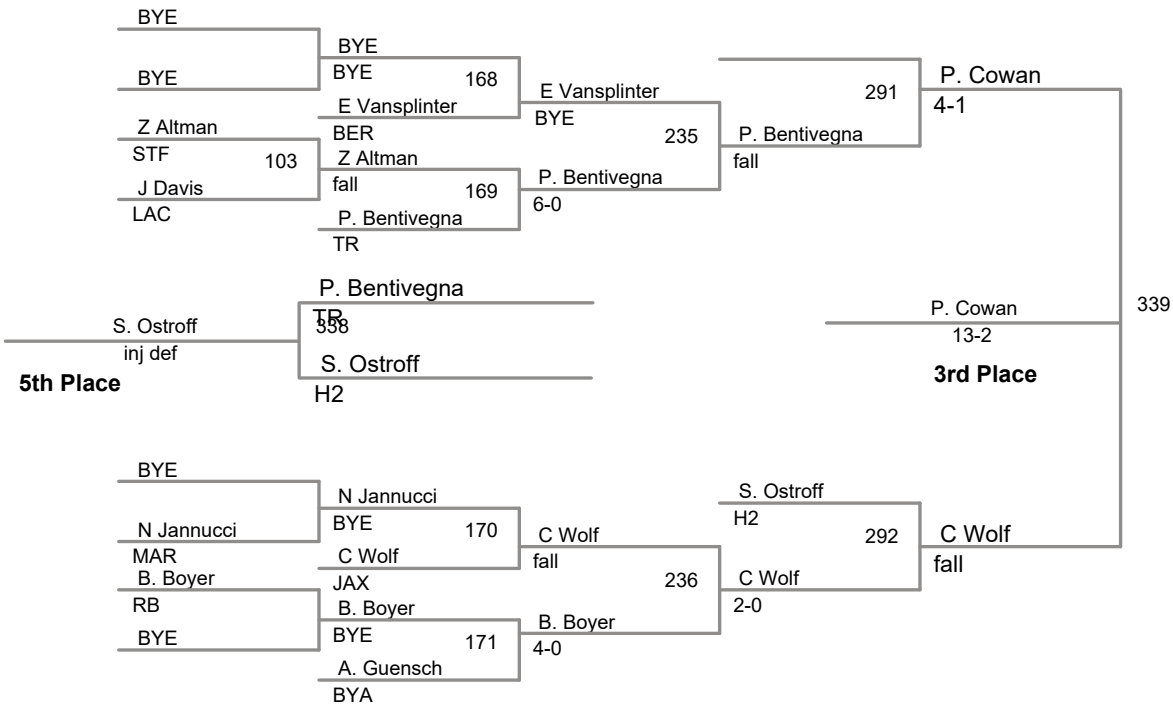 BYE
BYE
BYE
BYE
168
E Vansplinter
BER
E Vansplinter
BYE
Z Altman
STF
103
J Davis
LAC
Z Altman
fall
169
P. Bentivegna
TR
P. Bentivegna
6-0
235
P. Bentivegna
fall
291
P. Cowan
4-1
P. Bentivegna
TR
338
S. Ostroff
H2
S. Ostroff
inj def
5th Place
P. Cowan
13-2
3rd Place
339
BYE
N Jannucci
MAR
N Jannucci
BYE
170
C Wolf
JAX
C Wolf
fall
B. Boyer
RB
BYE
B. Boyer
BYE
171
A. Guensch
BYA
B. Boyer
4-0
236
C Wolf
2-0
S. Ostroff
H2
292
C Wolf
fall